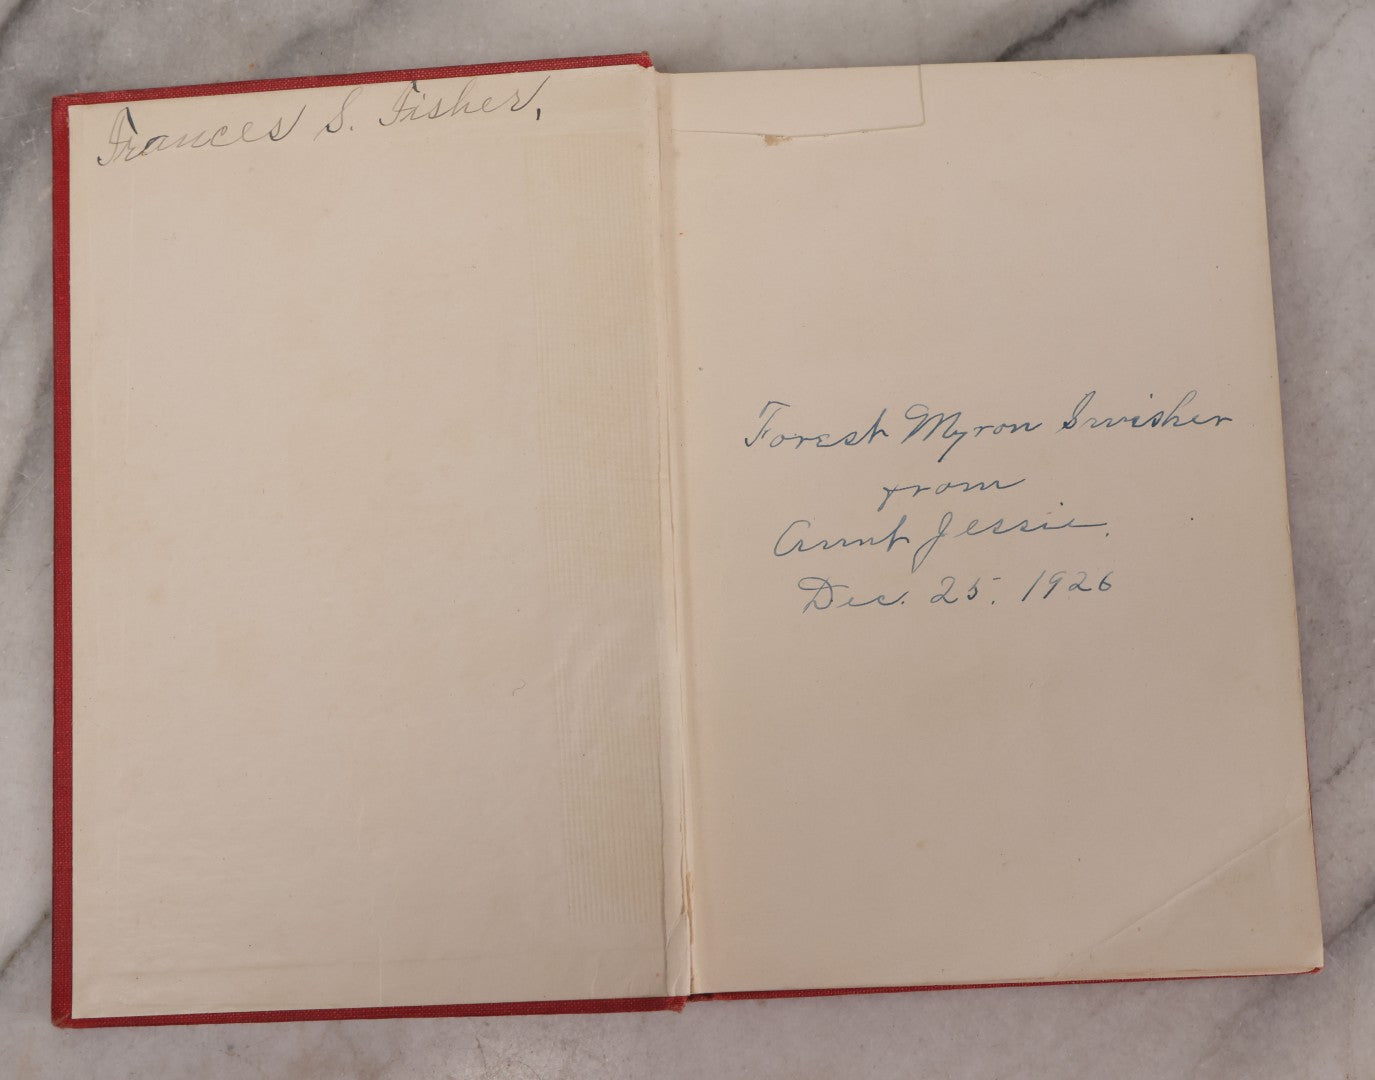 Frances S. Fisher,
Forest Myron Swisher
from
Aunt Jessie.
Dec. 25. 1926